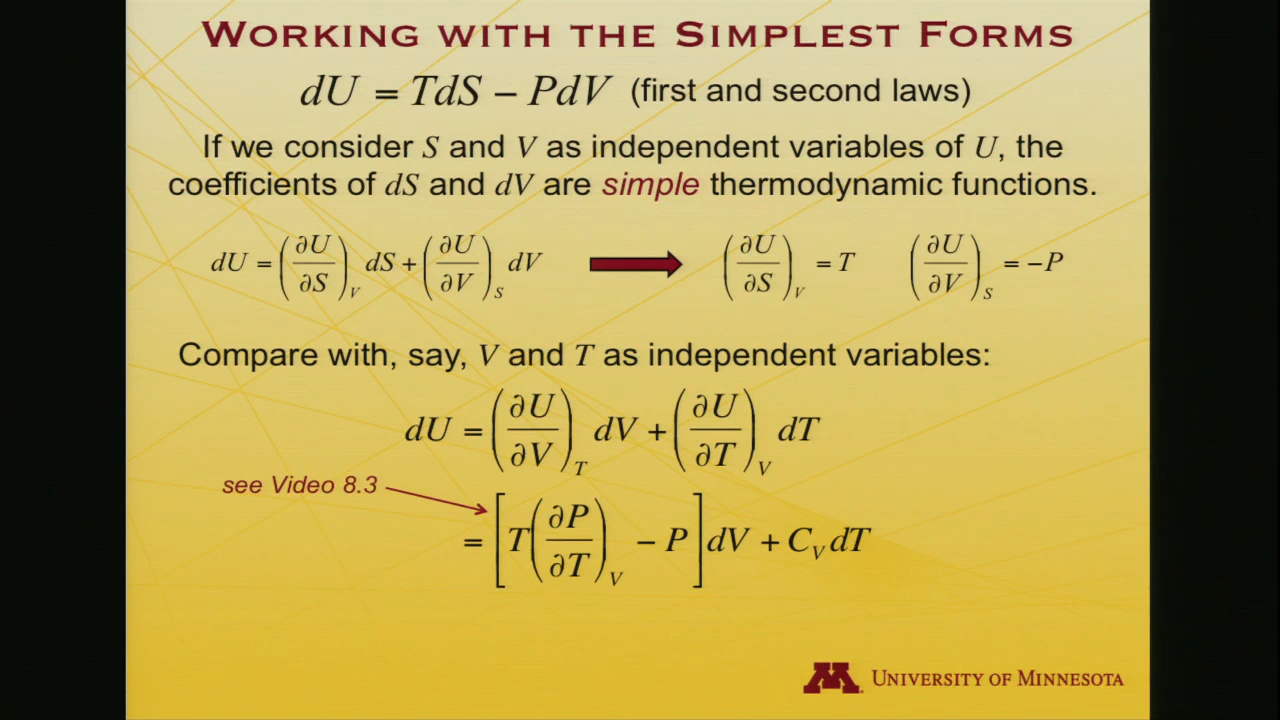 WORKING WITH THE SIMPLEST FORMS
dU = TdS − PdV (first and second laws)
If we consider S and V as independent variables of U, the
coefficients of dS and dV are simple thermodynamic functions.
dU = (∂U/∂S)_V dS + (∂U/∂V)_S dV (∂U/∂S)_V = T (∂U/∂V)_S = −P
Compare with, say, V and T as independent variables:
dU = (∂U/∂V)_T dV + (∂U/∂T)_V dT
see Video 8.3
= [T(∂P/∂T)_V − P]dV + C_V dT
M UNIVERSITY OF MINNESOTA